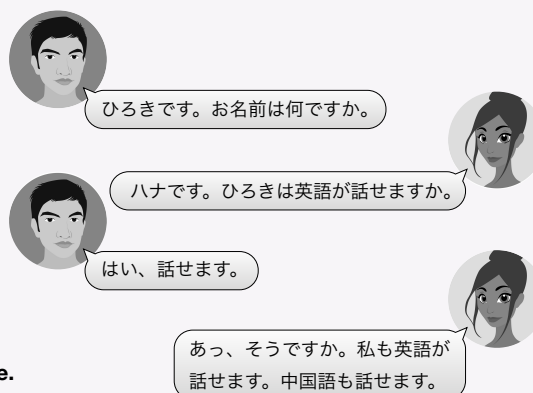 ひろきです。お名前は何ですか。
ハナです。ひろきは英語が話せますか。
はい、話せます。
あっ、そうですか。私も英語が
話せます。中国語も話せます。
e.